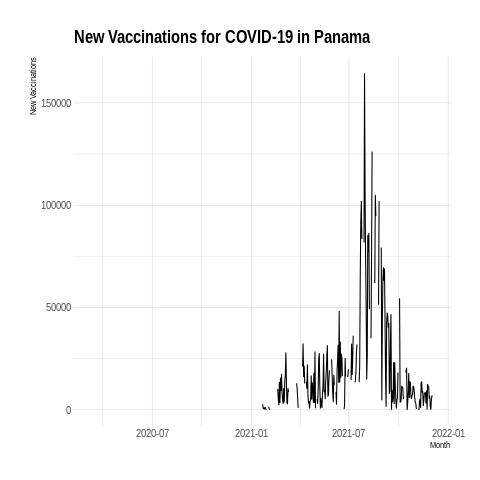 New Vaccinations for COVID-19 in Panama
New Vaccinations
150000
100000
50000
0
2020-07
2021-01
2021-07
2022-01
Month